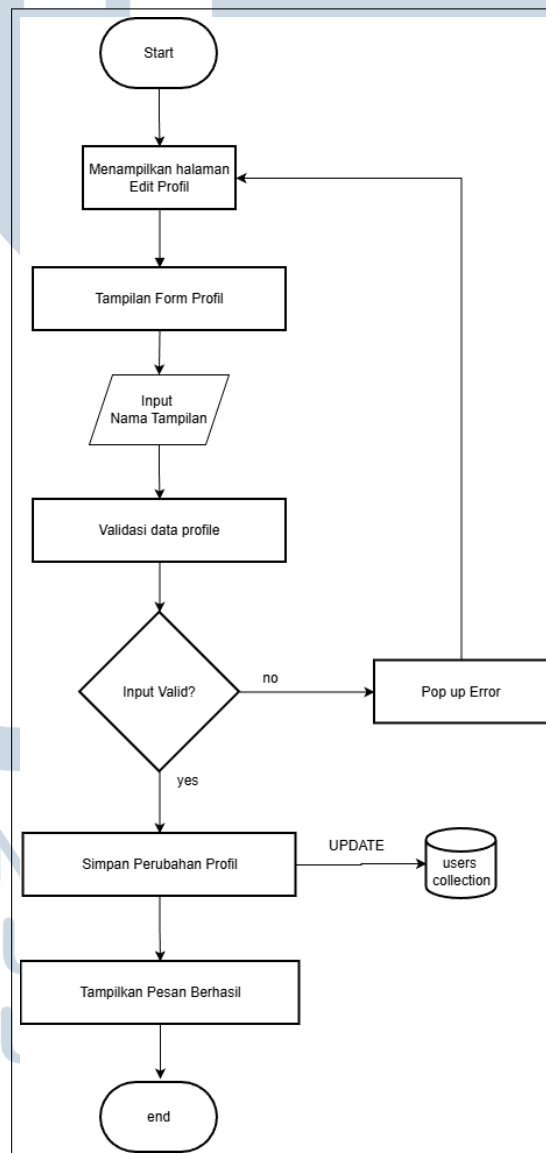 Start
Menampilkan halaman
Edit Profil
Tampilan Form Profil
Input
Nama Tampilan
Validasi data profile
Input Valid?
no
Pop up Error
yes
Simpan Perubahan Profil
UPDATE
users
collection
Tampilkan Pesan Berhasil
end